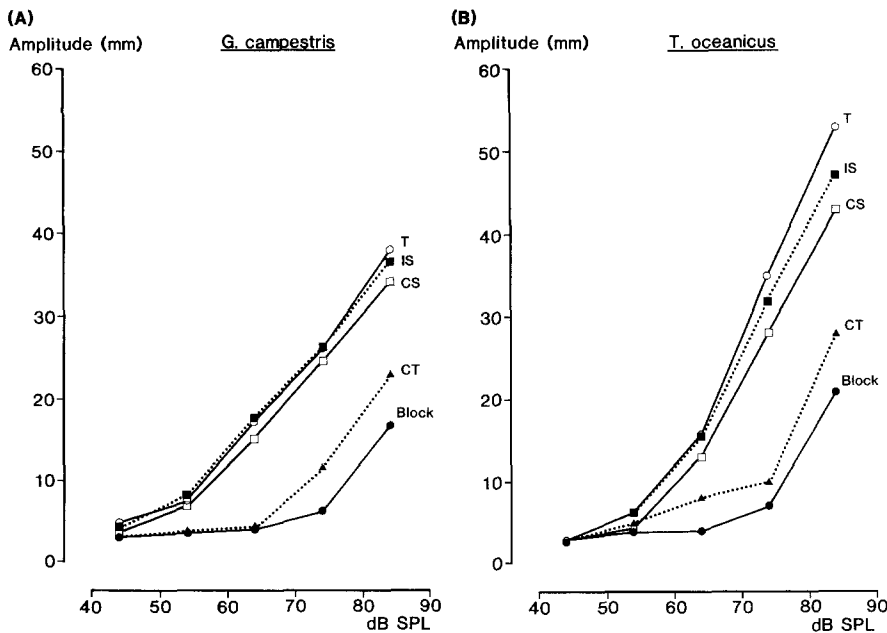 (A)
Amplitude (mm)
G. campestris
60
50
40
30
20
10
0
T
IS
CS
CT
Block
40 50 60 70 80 90
dB SPL
(B)
Amplitude (mm)
T. oceanicus
60
50
40
30
20
10
0
T
IS
CS
CT
Block
40 50 60 70 80 90
dB SPL